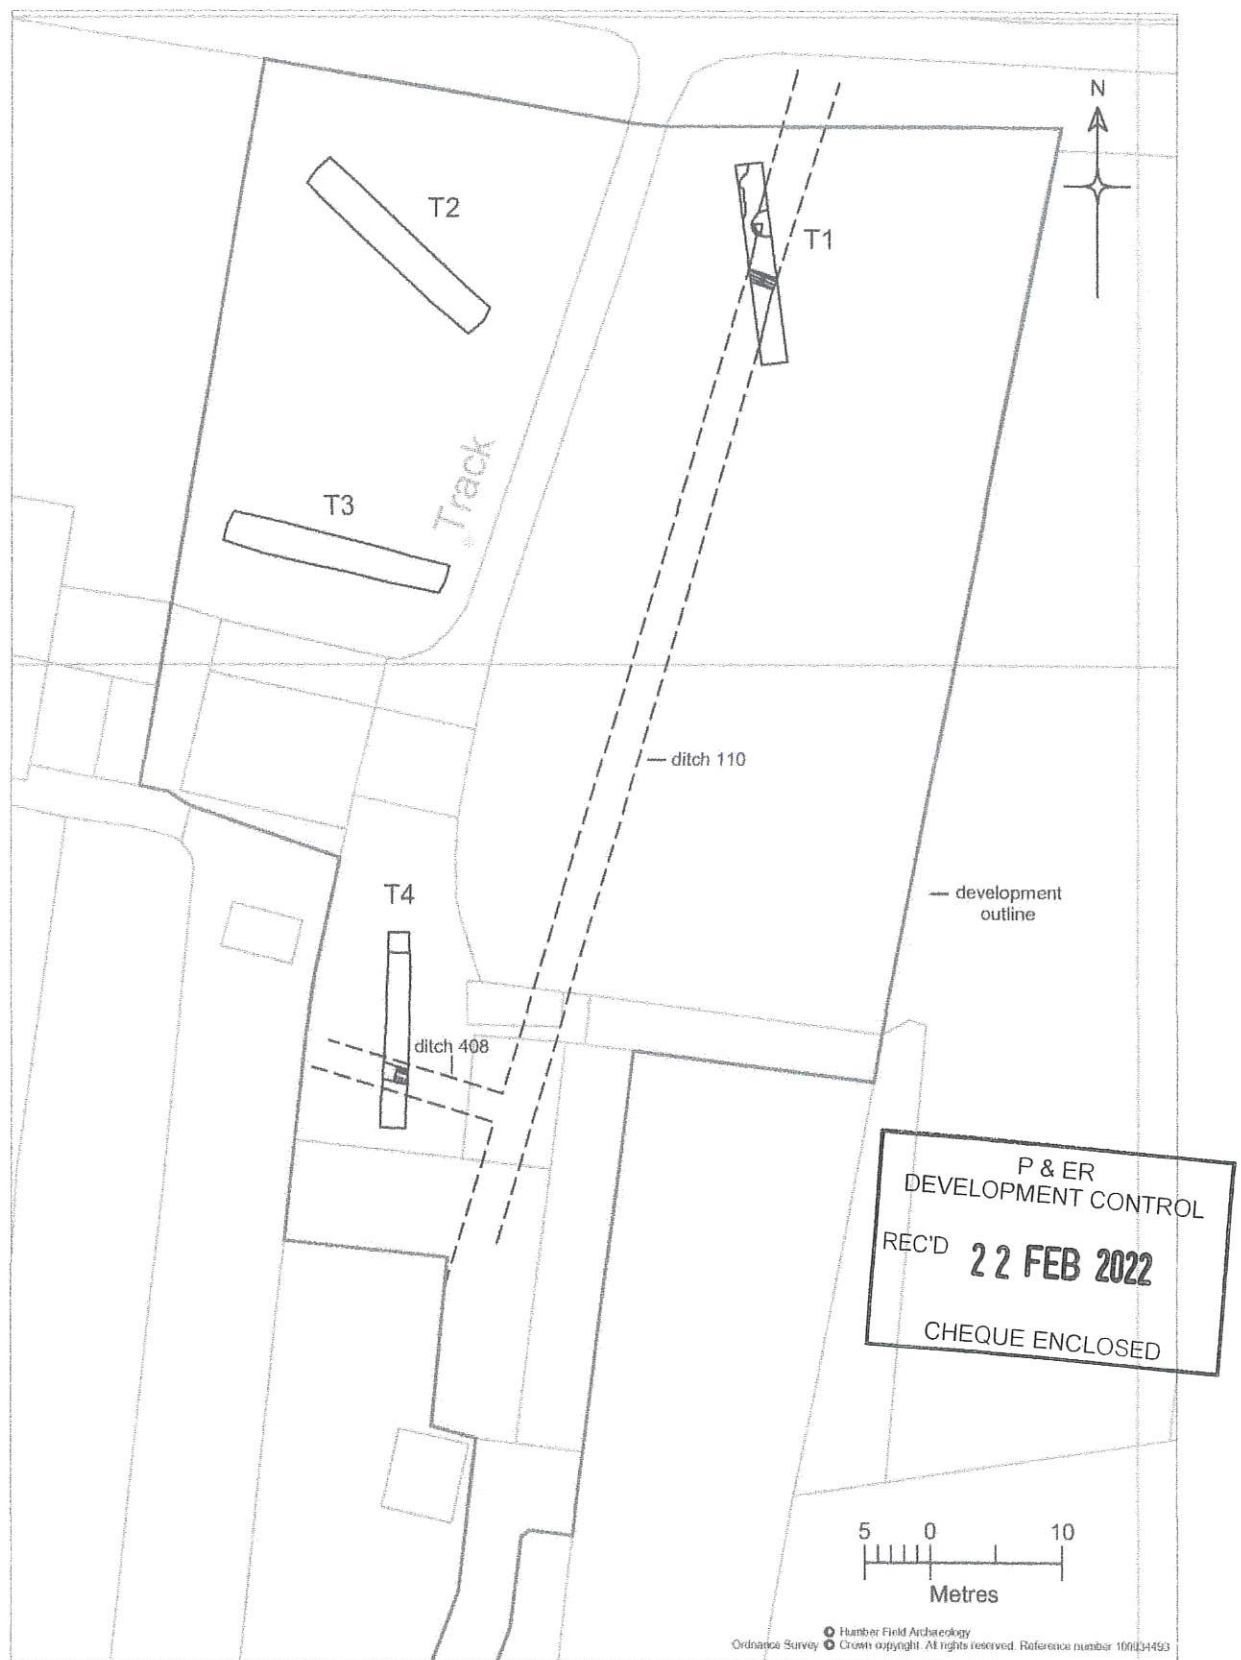 N
T2
T1
T3
Track
ditch 110
development
outline
T4
ditch 408
P & ER
DEVELOPMENT CONTROL
REC'D 22 FEB 2022
CHEQUE ENCLOSED
5 0 10
Metres
© Humber Field Archaeology
Ordnance Survey © Crown copyright. All rights reserved. Reference number